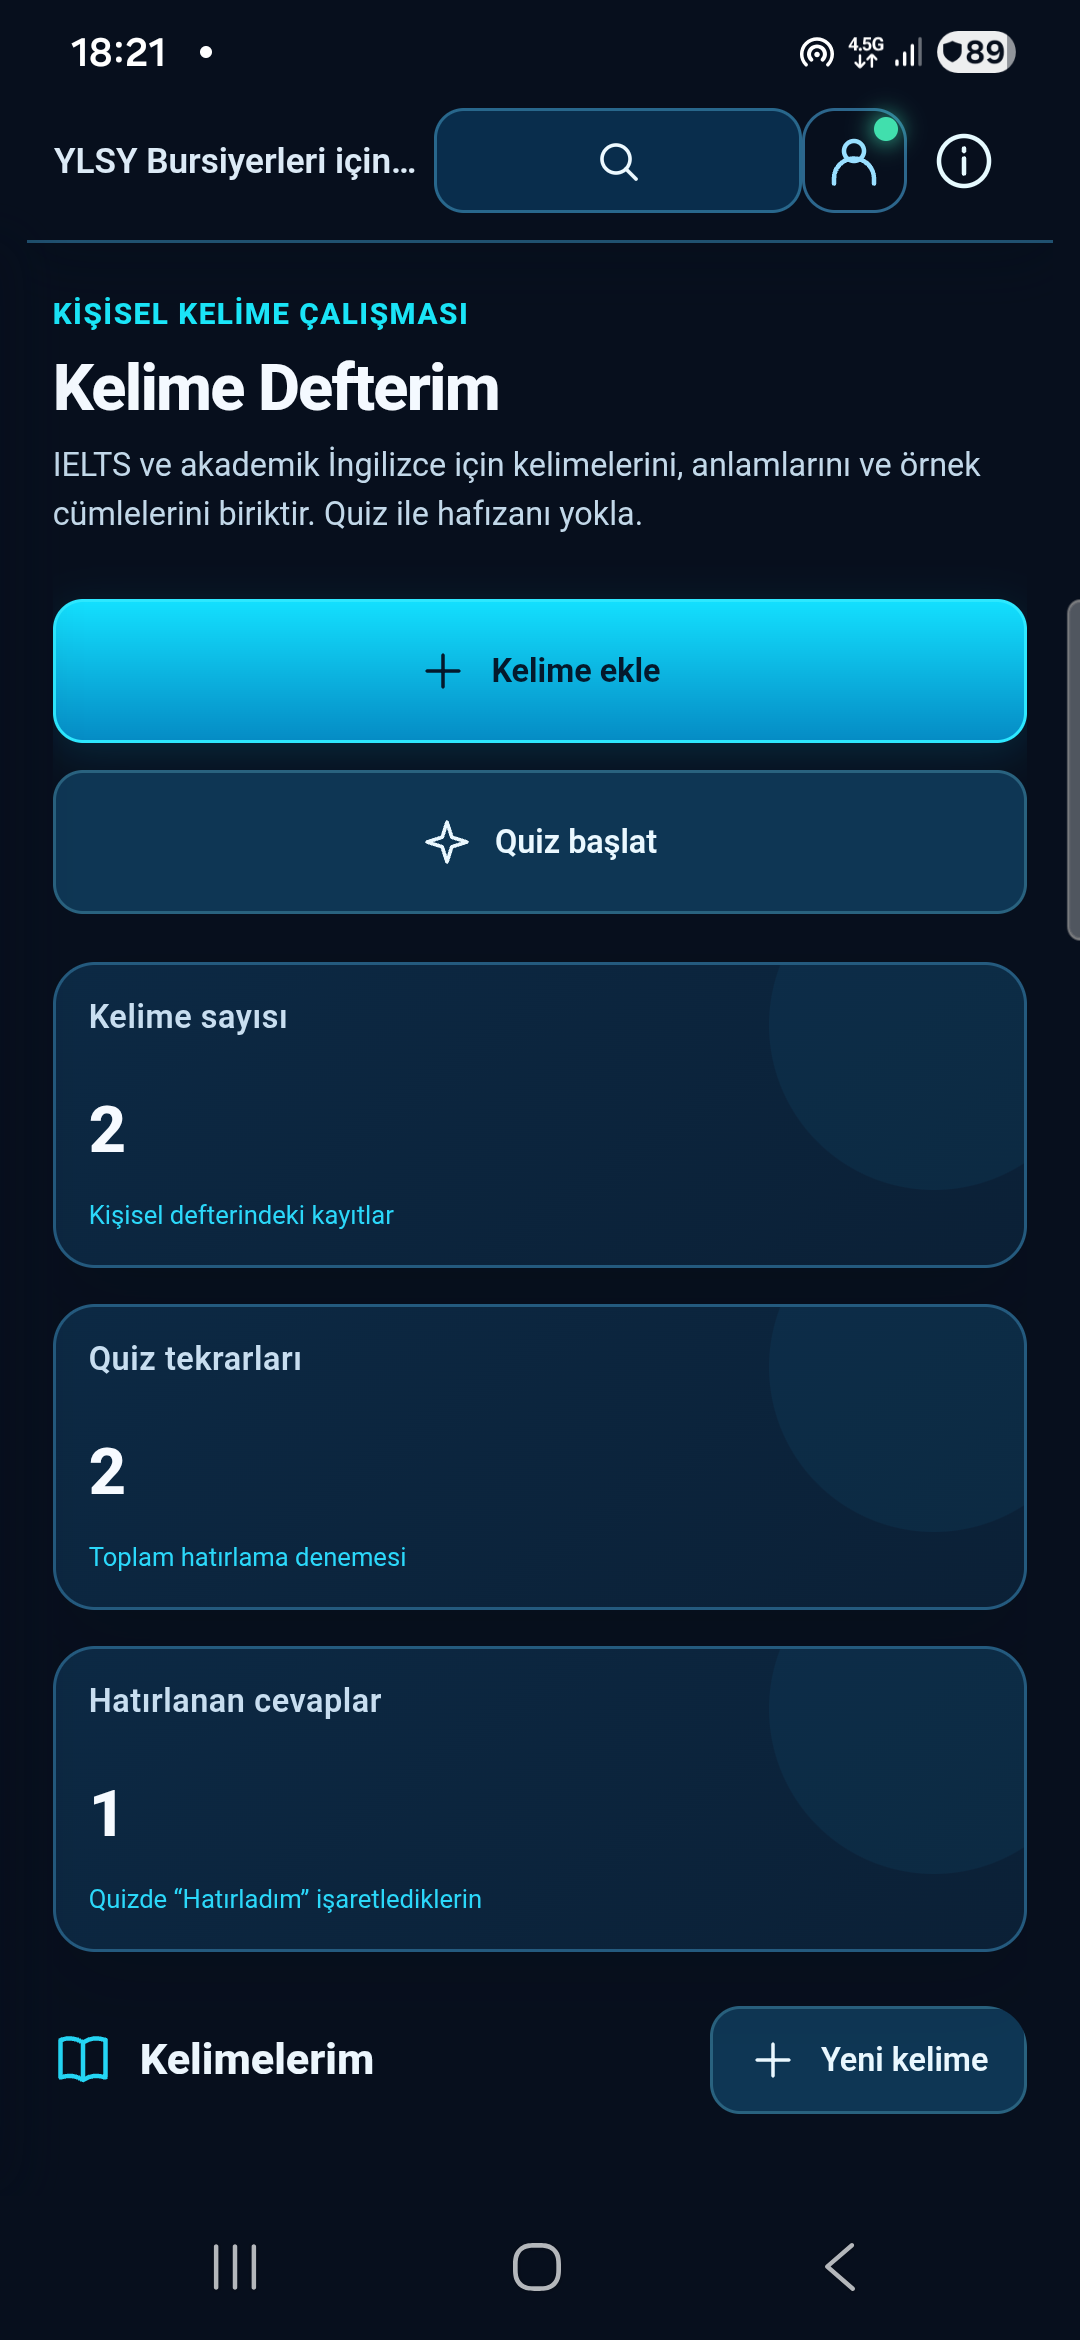 18:21
4.5G
89
YLSY Bursiyerleri için...
KİŞİSEL KELİME ÇALIŞMASI
Kelime Defterim
IELTS ve akademik İngilizce için kelimelerini, anlamlarını ve örnek
cümlelerini biriktir. Quiz ile hafızanı yokla.
Kelime ekle
Quiz başlat
Kelime sayısı
2
Kişisel defterindeki kayıtlar
Quiz tekrarları
2
Toplam hatırlama denemesi
Hatırlanan cevaplar
1
Quizde “Hatırladım” işaretlediklerin
Kelimelerim
Yeni kelime